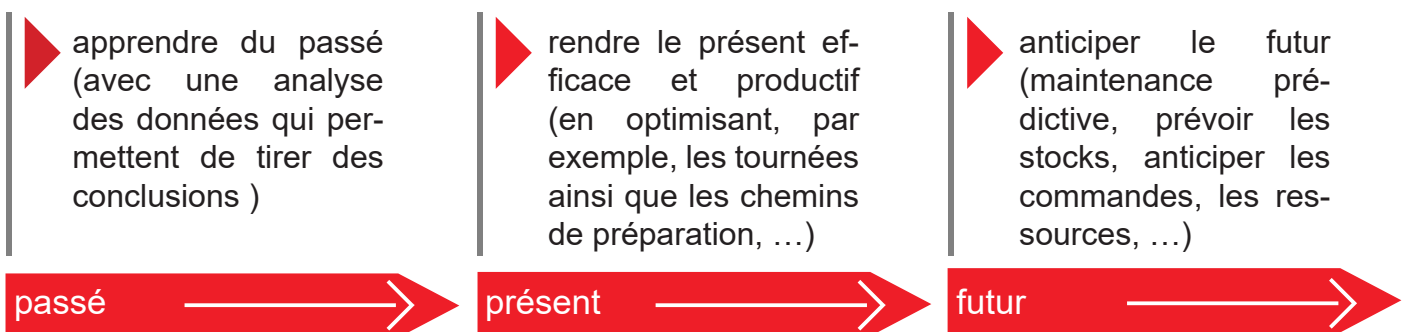 apprendre du passé
(avec une analyse
des données qui per-
mettent de tirer des
conclusions )
rendre le présent ef-
ficace et productif
(en optimisant, par
exemple, les tournées
ainsi que les chemins
de préparation, …)
anticiper le futur
(maintenance pré-
dictive, prévoir les
stocks, anticiper les
commandes, les res-
sources, …)
passé
présent
futur